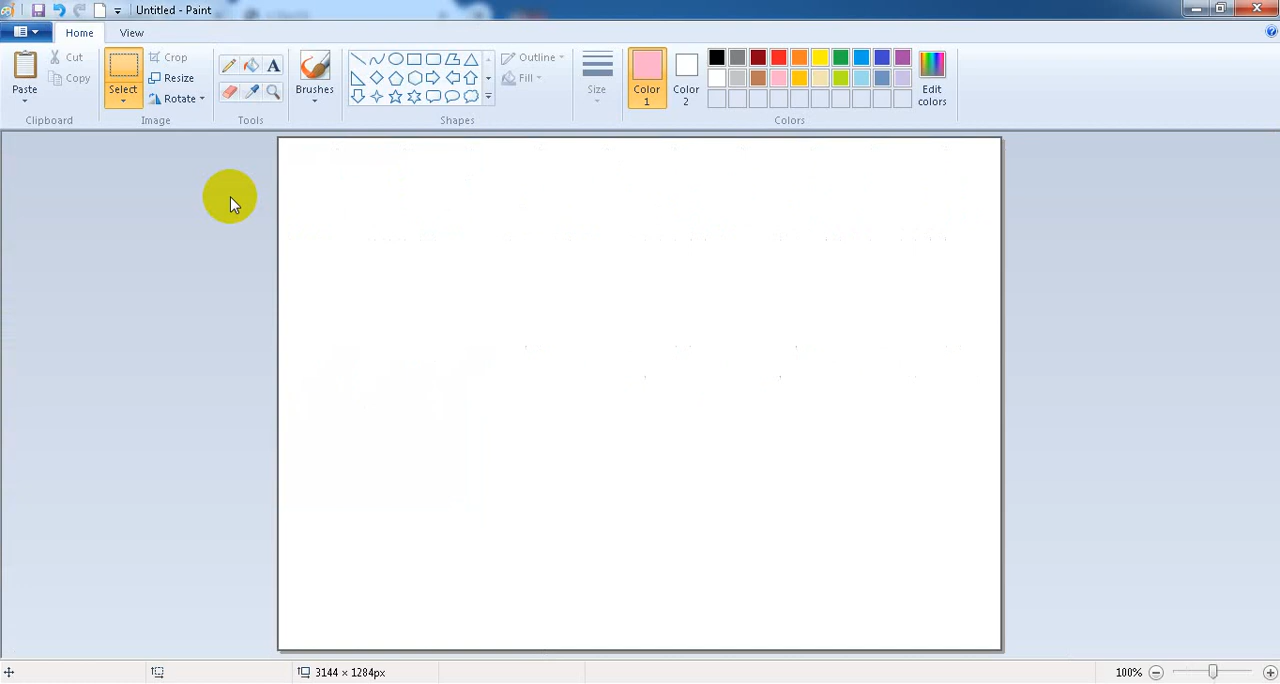 Untitled - Paint
Home View
Paste
Cut
Copy
Clipboard
Select
Crop
Resize
Rotate
Image
A
Tools
Brushes
Outline
Fill
Shapes
Size
Color 1
Color 2
Edit colors
Colors
3144 × 1284px
100%